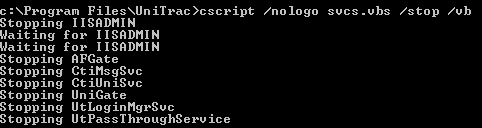 c:\Program Files\UniTrac>cscript /nologo svcs.vbs /stop /vb
Stopping IISADMIN
Waiting for IISADMIN
Waiting for IISADMIN
Stopping AFGate
Stopping CtiMsgSvc
Stopping CtiUniSvc
Stopping UniGate
Stopping UtLoginMgrSvc
Stopping UtPassThroughService